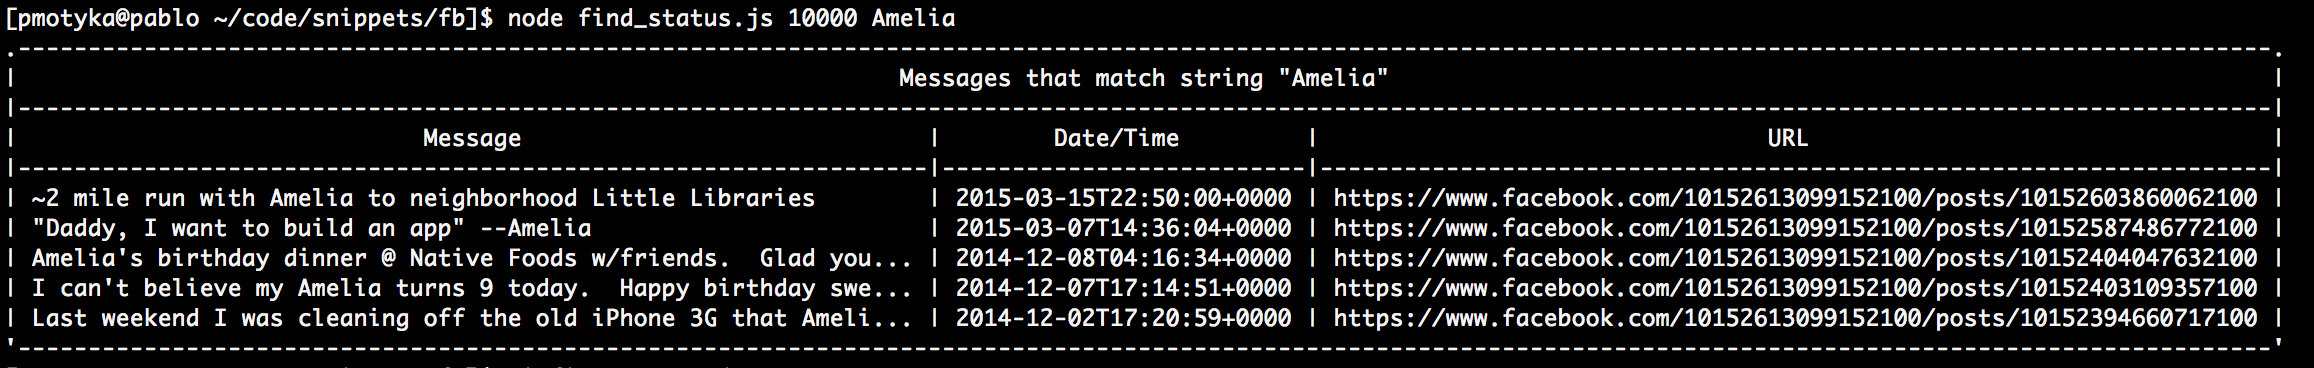 [pmotyka@pablo ~/code/snippets/fb]$ node find_status.js 10000 Amelia
Messages that match string "Amelia"
Message | Date/Time | URL
~2 mile run with Amelia to neighborhood Little Libraries | 2015-03-15T22:50:00+0000 | https://www.facebook.com/10152613099152100/posts/10152603860062100
"Daddy, I want to build an app" --Amelia | 2015-03-07T14:36:04+0000 | https://www.facebook.com/10152613099152100/posts/10152587486772100
Amelia's birthday dinner @ Native Foods w/friends.  Glad you... | 2014-12-08T04:16:34+0000 | https://www.facebook.com/10152613099152100/posts/10152404047632100
I can't believe my Amelia turns 9 today.  Happy birthday swe... | 2014-12-07T17:14:51+0000 | https://www.facebook.com/10152613099152100/posts/10152403109357100
Last weekend I was cleaning off the old iPhone 3G that Ameli... | 2014-12-02T17:20:59+0000 | https://www.facebook.com/10152613099152100/posts/10152394660717100